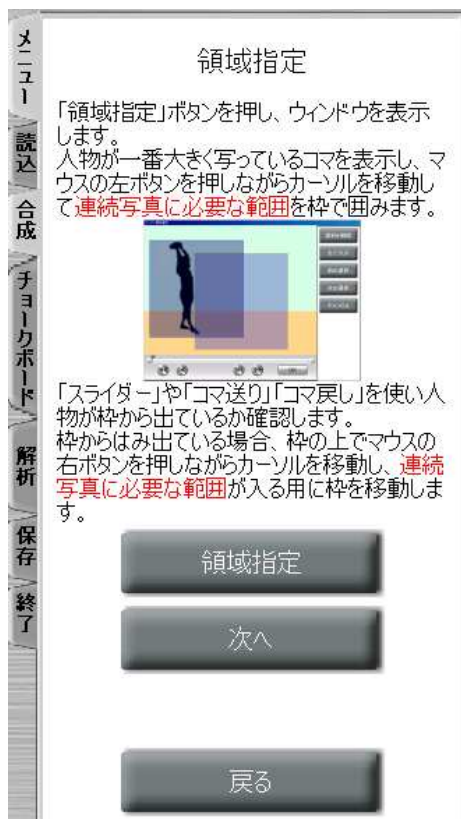 メニュー
読込
合成
チョークボード
解析
保存
終了
領域指定
「領域指定」ボタンを押し、ウィンドウを表示
します。
人物が一番大きく写っているコマを表示し、マ
ウスの左ボタンを押しながらカーソルを移動し
て連続写真に必要な範囲を枠で囲みます。
「スライダー」や「コマ送り」「コマ戻し」を使い人
物が枠から出ているか確認します。
枠からはみ出ている場合、枠の上でマウスの
右ボタンを押しながらカーソルを移動し、連続
写真に必要な範囲が入る用に枠を移動しま
す。
領域指定
次へ
戻る